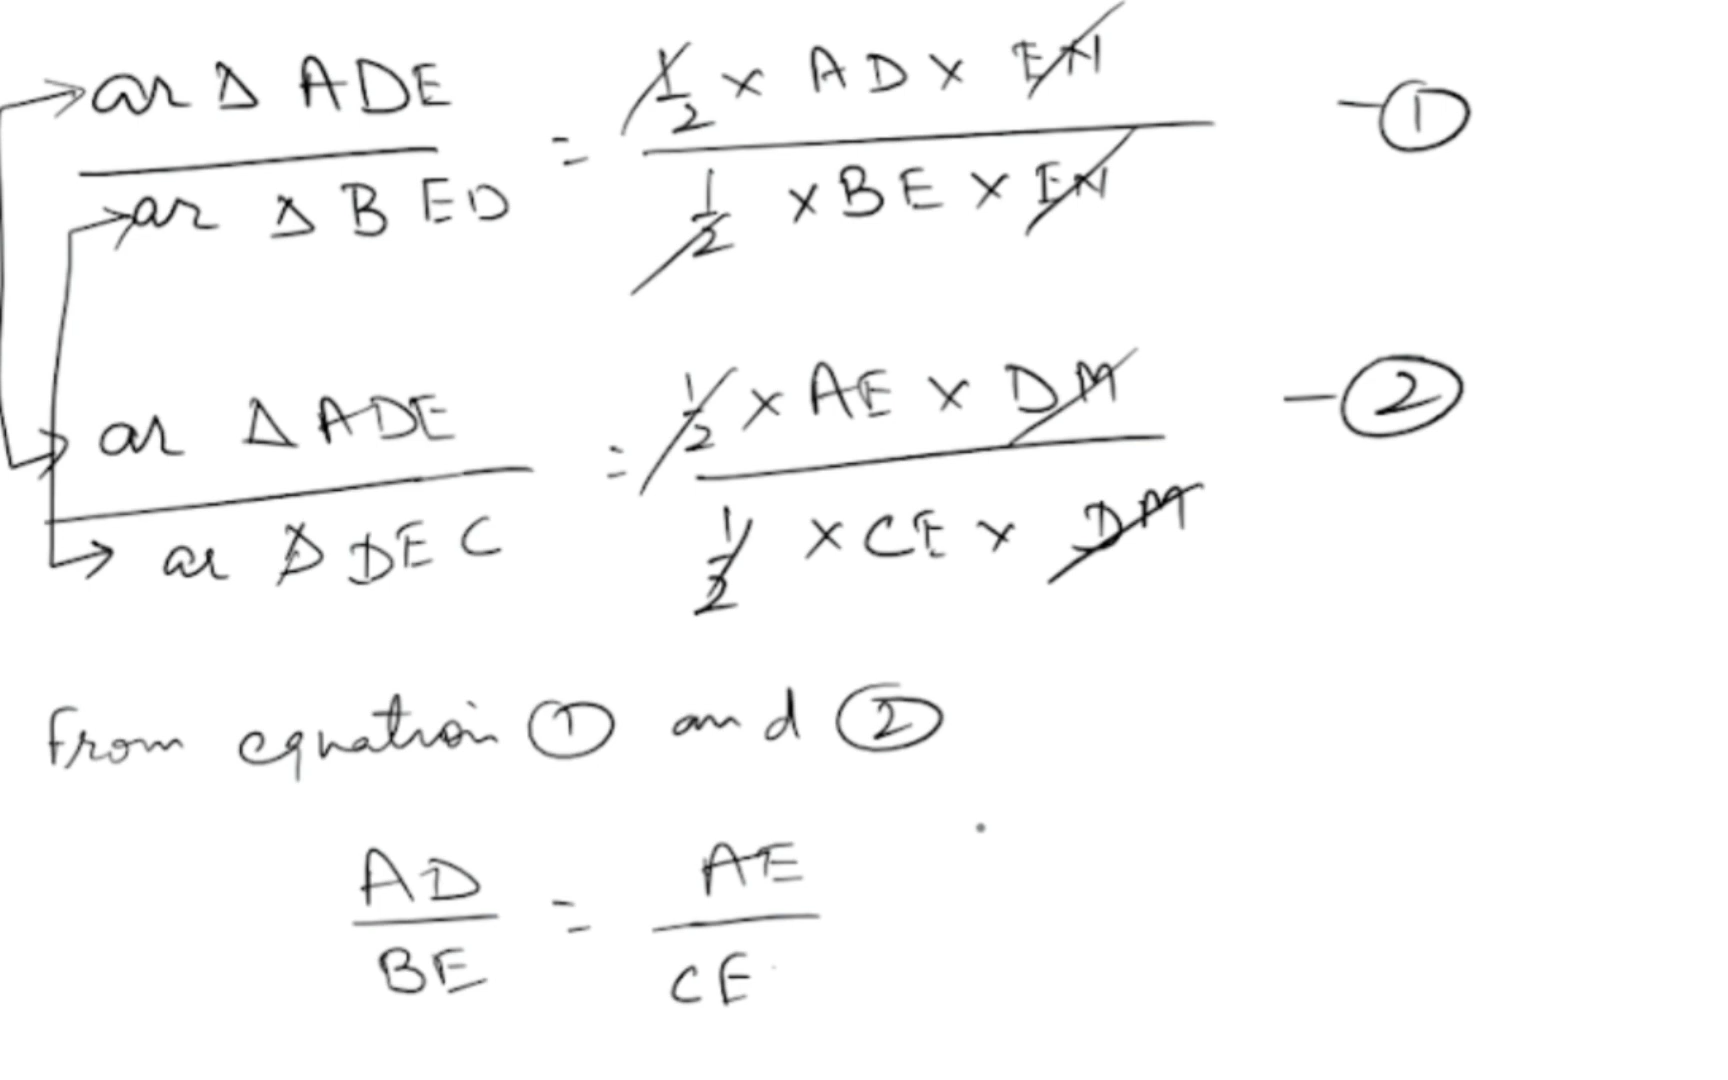 ar Δ ADE / ar Δ BED = 1/2 × AD × EN / 1/2 × BE × EN - ①
ar Δ ADE / ar Δ DEC = 1/2 × AE × DM / 1/2 × CE × DM - ②
From equation ① and ②
AD / BE = AE / CE